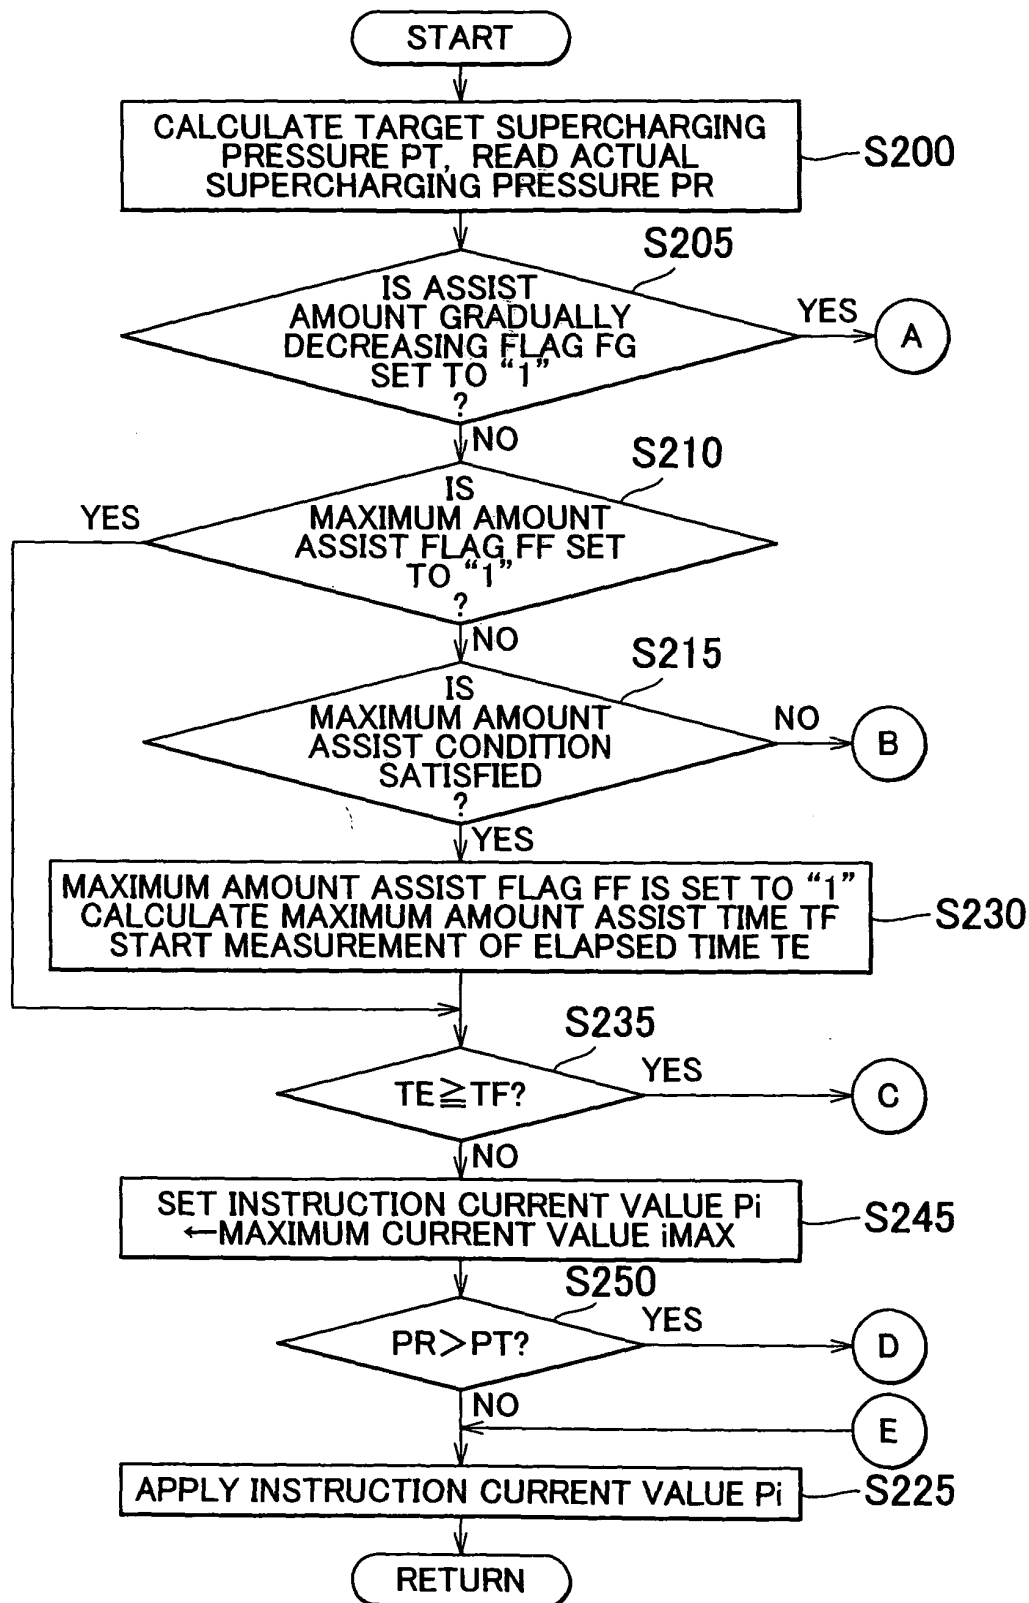 START
CALCULATE TARGET SUPERCHARGING
PRESSURE PT, READ ACTUAL
SUPERCHARGING PRESSURE PR
S200
S205
IS ASSIST
AMOUNT GRADUALLY
DECREASING FLAG FG
SET TO “1”
?
YES
A
NO
S210
IS
MAXIMUM AMOUNT
ASSIST FLAG FF SET
TO “1”
?
YES
NO
S215
IS
MAXIMUM AMOUNT
ASSIST CONDITION
SATISFIED
?
NO
B
YES
MAXIMUM AMOUNT ASSIST FLAG FF IS SET TO “1”
CALCULATE MAXIMUM AMOUNT ASSIST TIME TF
START MEASUREMENT OF ELAPSED TIME TE
S230
S235
TE≧TF?
YES
C
NO
SET INSTRUCTION CURRENT VALUE Pi
←MAXIMUM CURRENT VALUE iMAX
S245
S250
PR>PT?
YES
D
NO
E
APPLY INSTRUCTION CURRENT VALUE Pi
S225
RETURN